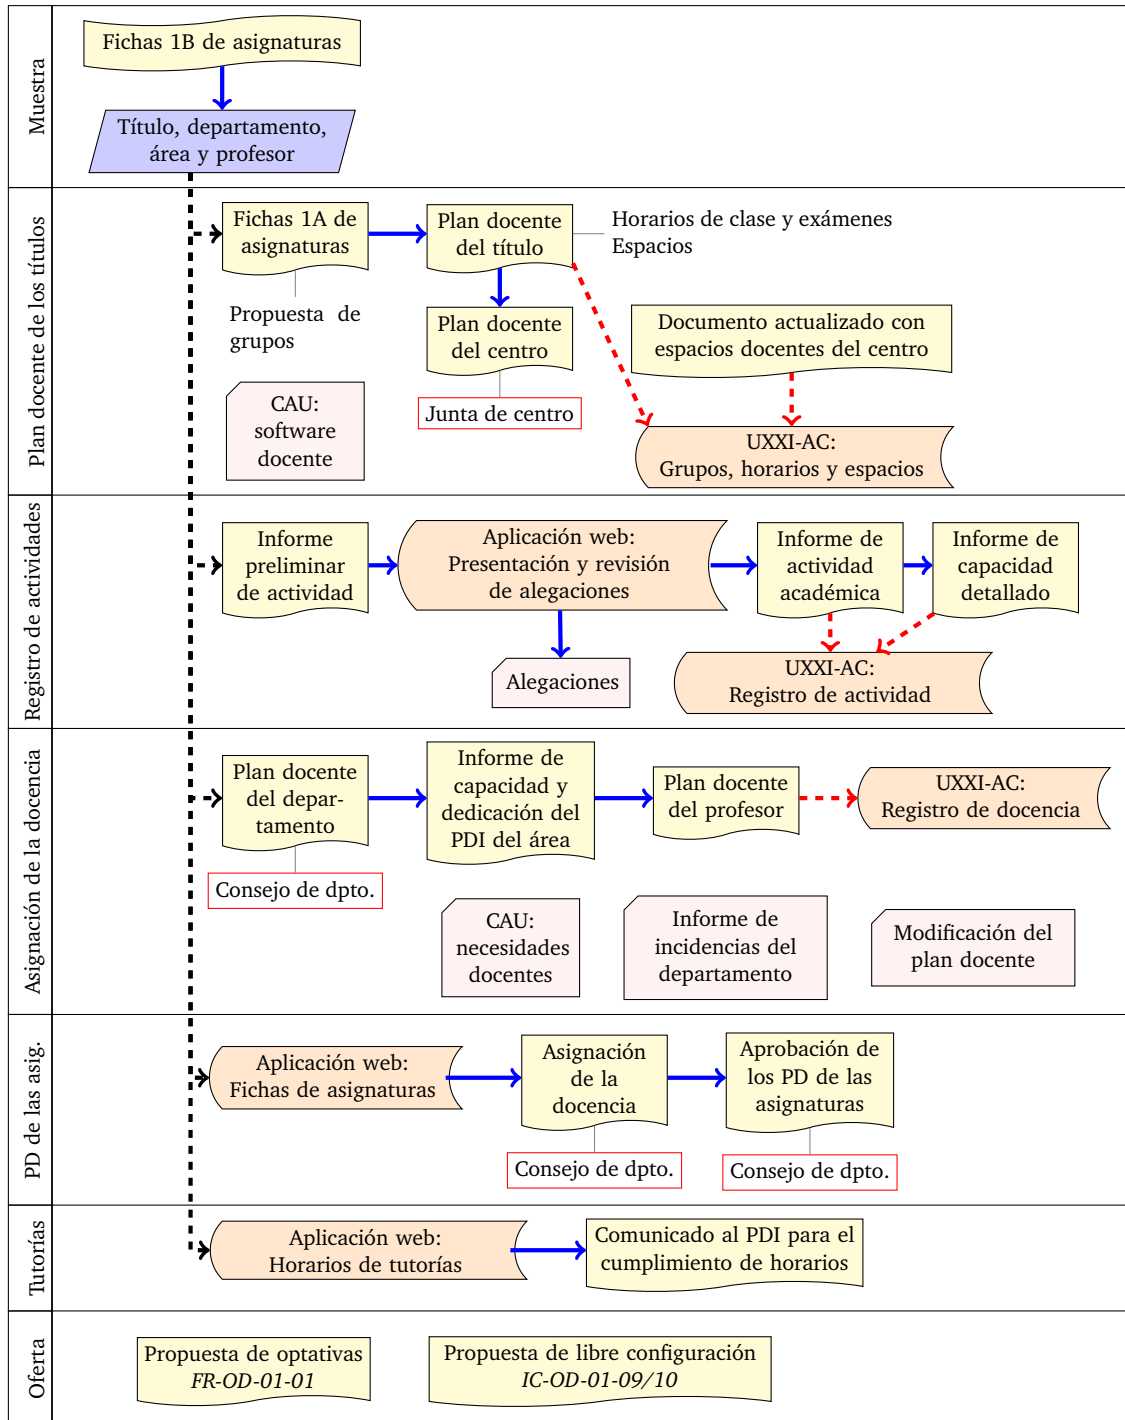 Muestra
Fichas 1B de asignaturas
Título, departamento,
área y profesor
Plan docente de los títulos
Fichas 1A de
asignaturas
Propuesta de
grupos
Plan docente
del título
Horarios de clase y exámenes
Espacios
Plan docente
del centro
Junta de centro
Documento actualizado con
espacios docentes del centro
CAU:
software
docente
UXXI-AC:
Grupos, horarios y espacios
Registro de actividades
Informe
preliminar
de actividad
Aplicación web:
Presentación y revisión
de alegaciones
Informe de
actividad
académica
Informe de
capacidad
detallado
Alegaciones
UXXI-AC:
Registro de actividad
Asignación de la docencia
Plan docente
del depar-
tamento
Consejo de dpto.
Informe de
capacidad y
dedicación del
PDI del área
Plan docente
del profesor
UXXI-AC:
Registro de docencia
CAU:
necesidades
docentes
Informe de
incidencias del
departamento
Modificación del
plan docente
PD de las asig.
Aplicación web:
Fichas de asignaturas
Asignación
de la
docencia
Consejo de dpto.
Aprobación de
los PD de las
asignaturas
Consejo de dpto.
Tutorías
Aplicación web:
Horarios de tutorías
Comunicado al PDI para el
cumplimiento de horarios
Oferta
Propuesta de optativas
FR-OD-01-01
Propuesta de libre configuración
IC-OD-01-09/10